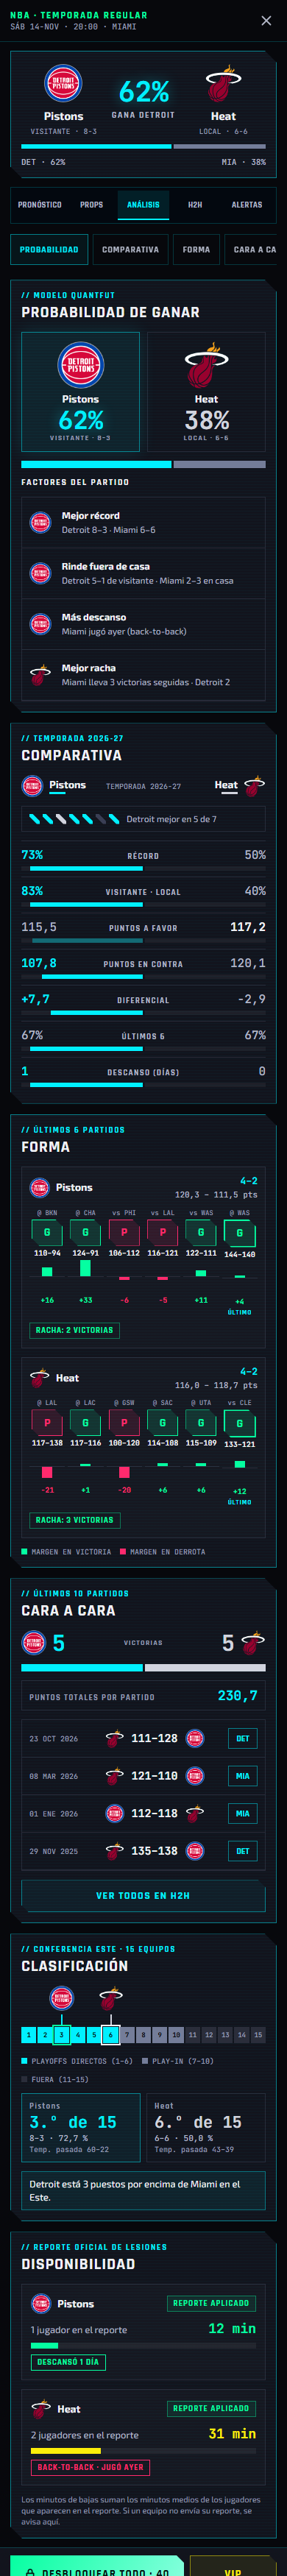 NBA · TEMPORADA REGULAR
SÁB 14-NOV · 20:00 · MIAMI
DETROIT PISTONS
62%
GANA DETROIT
Pistons
Heat
VISITANTE · 8-3
LOCAL · 6-6
DET · 62%
MIA · 38%
PRONÓSTICO
PROPS
ANÁLISIS
H2H
ALERTAS
PROBABILIDAD
COMPARATIVA
FORMA
CARA A CA
// MODELO QUANTFUT
PROBABILIDAD DE GANAR
DETROIT PISTONS
Pistons
62%
VISITANTE · 8-3
Heat
38%
LOCAL · 6-6
FACTORES DEL PARTIDO
Mejor récord
Detroit 8–3 · Miami 6–6
Rinde fuera de casa
Detroit 5–1 de visitante · Miami 2–3 en casa
Más descanso
Miami jugó ayer (back-to-back)
Mejor racha
Miami lleva 3 victorias seguidas · Detroit 2
// TEMPORADA 2026-27
COMPARATIVA
Pistons
TEMPORADA 2026-27
Heat
Detroit mejor en 5 de 7
73%
RÉCORD
50%
83%
VISITANTE · LOCAL
40%
115,5
PUNTOS A FAVOR
117,2
107,8
PUNTOS EN CONTRA
120,1
+7,7
DIFERENCIAL
-2,9
67%
ÚLTIMOS 6
67%
1
DESCANSO (DÍAS)
0
// ÚLTIMOS 6 PARTIDOS
FORMA
Pistons
4–2
120,3 – 111,5 pts
@ BKN
@ CHA
vs PHI
vs LAL
vs WAS
@ WAS
G
G
P
P
G
G
110-94
124-91
106-112
116-121
122-111
144-140
+16
+33
-6
-5
+11
+4
ÚLTIMO
RACHA: 2 VICTORIAS
Heat
4–2
116,0 – 118,7 pts
@ LAL
@ LAC
@ GSW
@ SAC
@ UTA
vs CLE
P
G
P
G
G
G
117-138
117-116
100-120
114-108
115-109
133-121
-21
+1
-20
+6
+6
+12
ÚLTIMO
RACHA: 3 VICTORIAS
MARGEN EN VICTORIA
MARGEN EN DERROTA
// ÚLTIMOS 10 PARTIDOS
CARA A CARA
5
VICTORIAS
5
PUNTOS TOTALES POR PARTIDO
230,7
23 OCT 2026
111–128
DET
08 MAR 2026
121–110
MIA
01 ENE 2026
112–118
MIA
29 NOV 2025
135–138
DET
VER TODOS EN H2H
// CONFERENCIA ESTE · 15 EQUIPOS
CLASIFICACIÓN
1 2 3 4 5 6 7 8 9 10 11 12 13 14 15
PLAYOFFS DIRECTOS (1–6)
PLAY-IN (7–10)
FUERA (11–15)
Pistons
3.º de 15
8-3 · 72,7 %
Temp. pasada 60-22
Heat
6.º de 15
6-6 · 50,0 %
Temp. pasada 43-39
Detroit está 3 puestos por encima de Miami en el
Este.
// REPORTE OFICIAL DE LESIONES
DISPONIBILIDAD
Pistons
REPORTE APLICADO
1 jugador en el reporte
12 min
DESCANSÓ 1 DÍA
Heat
REPORTE APLICADO
2 jugadores en el reporte
31 min
BACK-TO-BACK · JUGÓ AYER
Los minutos de bajas suman los minutos medios de los jugadores
que aparecen en el reporte. Si un equipo no envía su reporte, se
avisa aquí.
DESBLOQUEAR TODO · 40
VIP